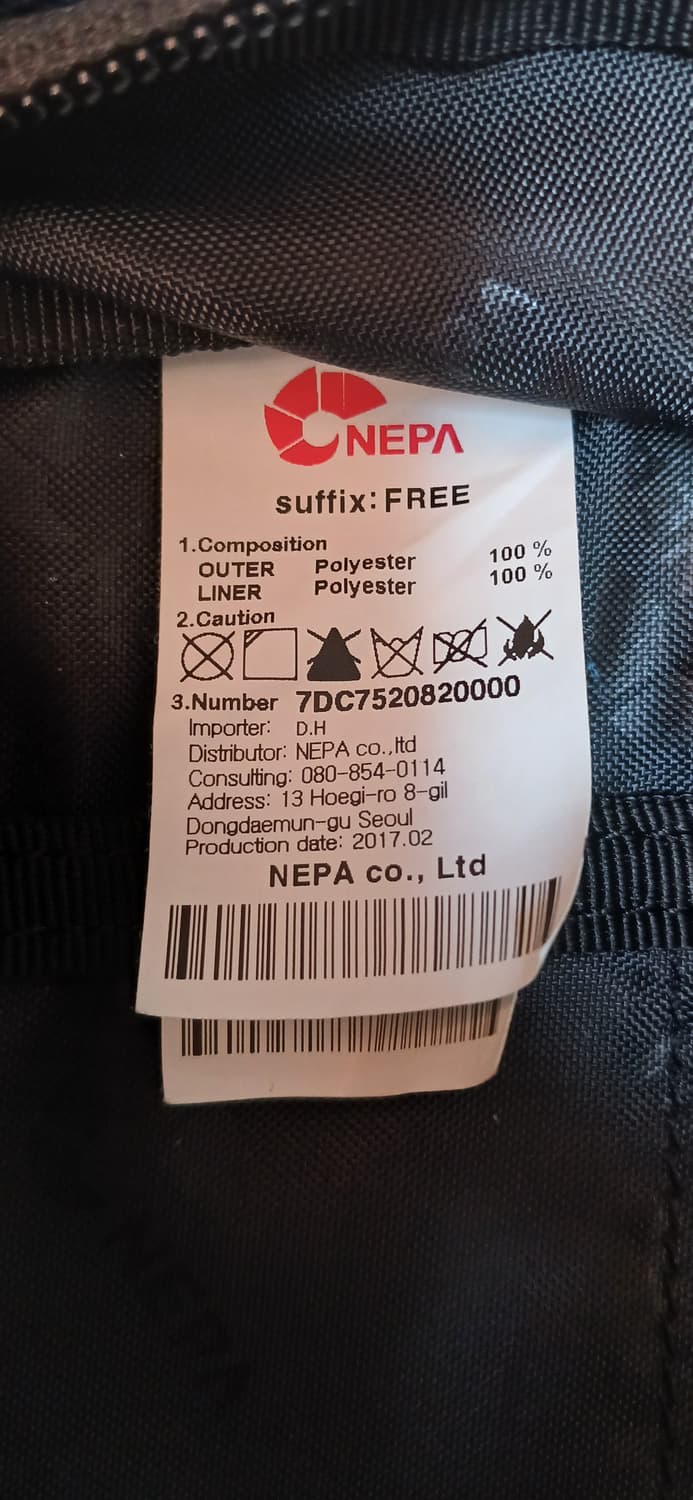 NEPA
suffix: FREE
1.Composition
OUTER Polyester 100 %
LINER Polyester 100 %
2.Caution
3.Number 7DC7520820000
Importer: D.H
Distributor: NEPA co.,ltd
Consulting: 080-854-0114
Address: 13 Hoegi-ro 8-gil
Dongdaemun-gu Seoul
Production date: 2017.02
NEPA co., Ltd